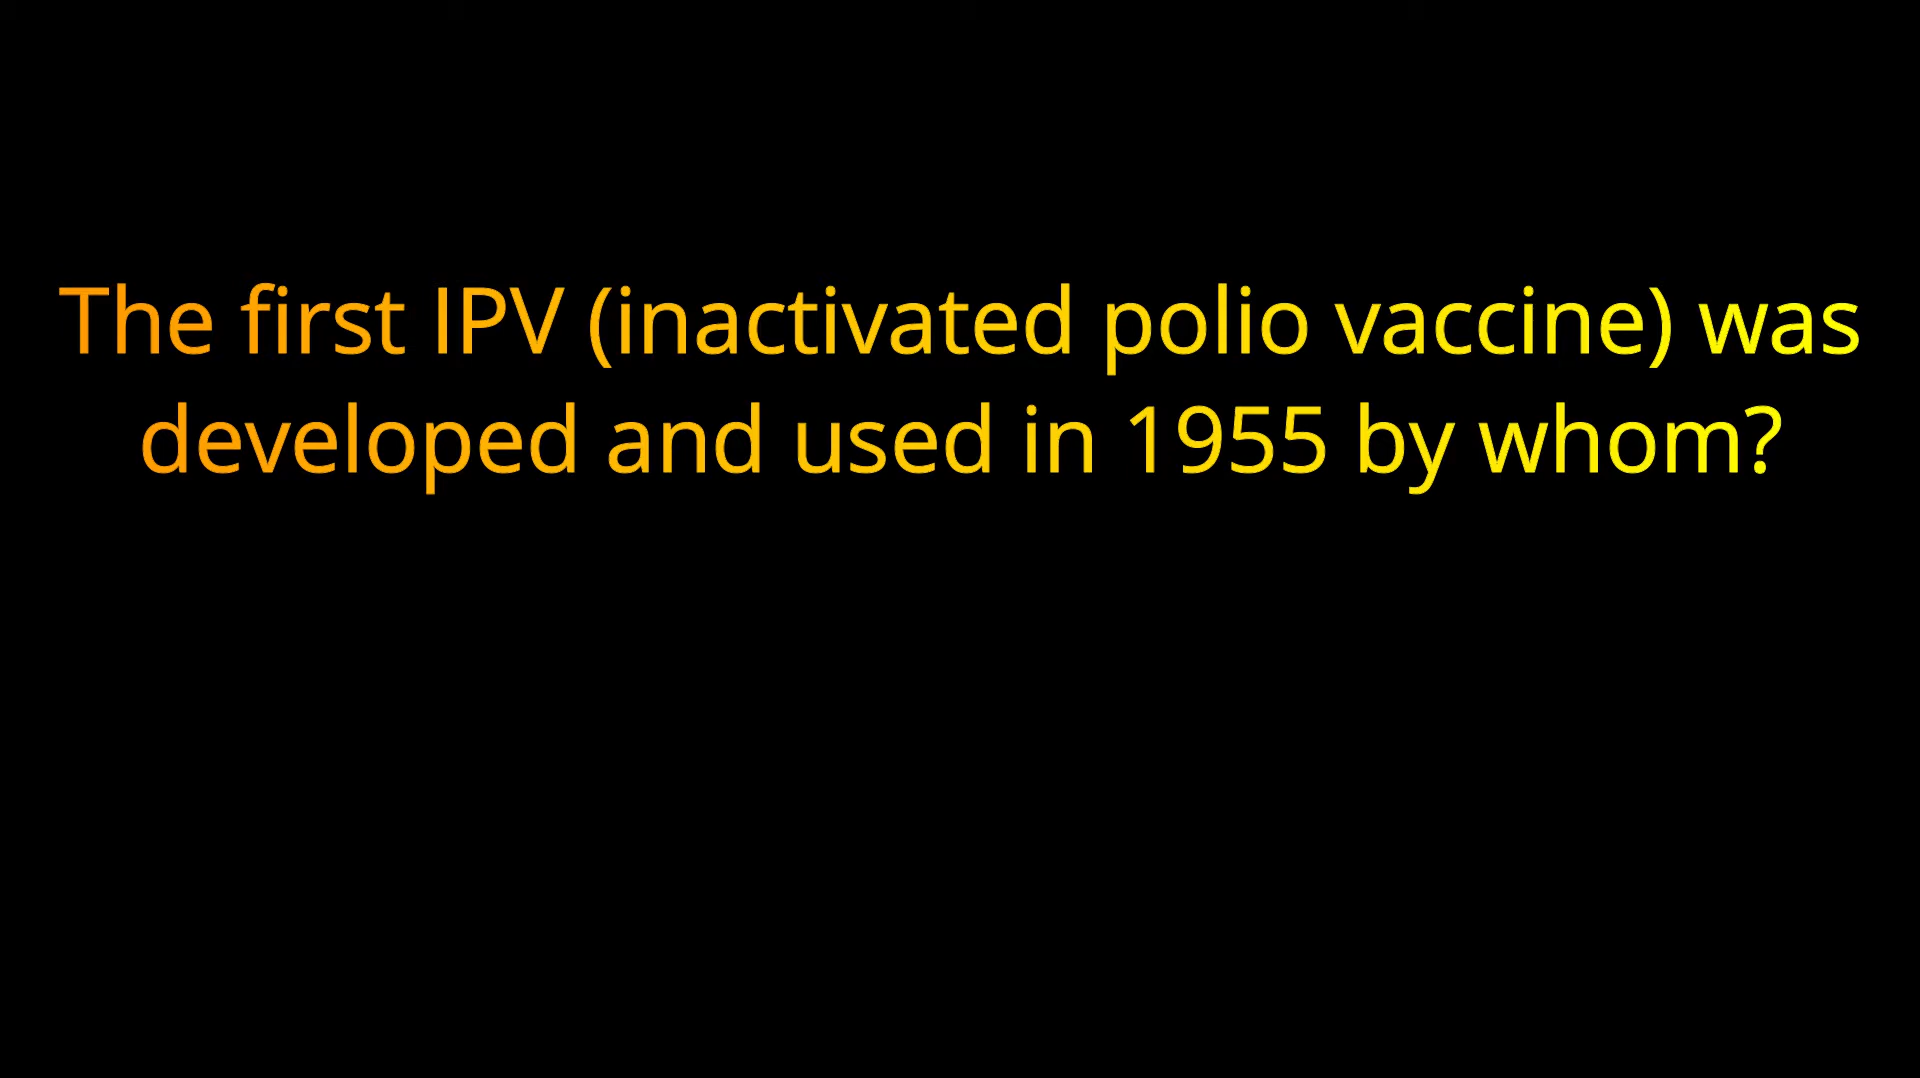 The first IPV (inactivated polio vaccine) was
developed and used in 1955 by whom?